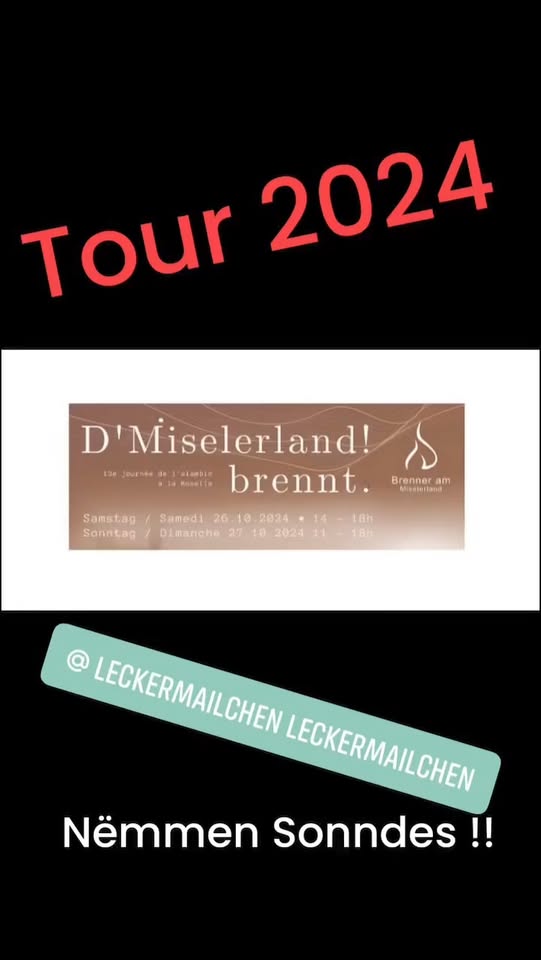 Tour 2024
D'Miselerland!
brennt.
13e journée de l'alambic
à la Moselle
Brenner am
Miselerland
Samstag / Samedi 26.10.2024 • 14 - 18h
Sonntag / Dimanche 27.10.2024 11 - 18h
@ LECKERMAILCHEN LECKERMAILCHEN
Nëmmen Sonndes !!